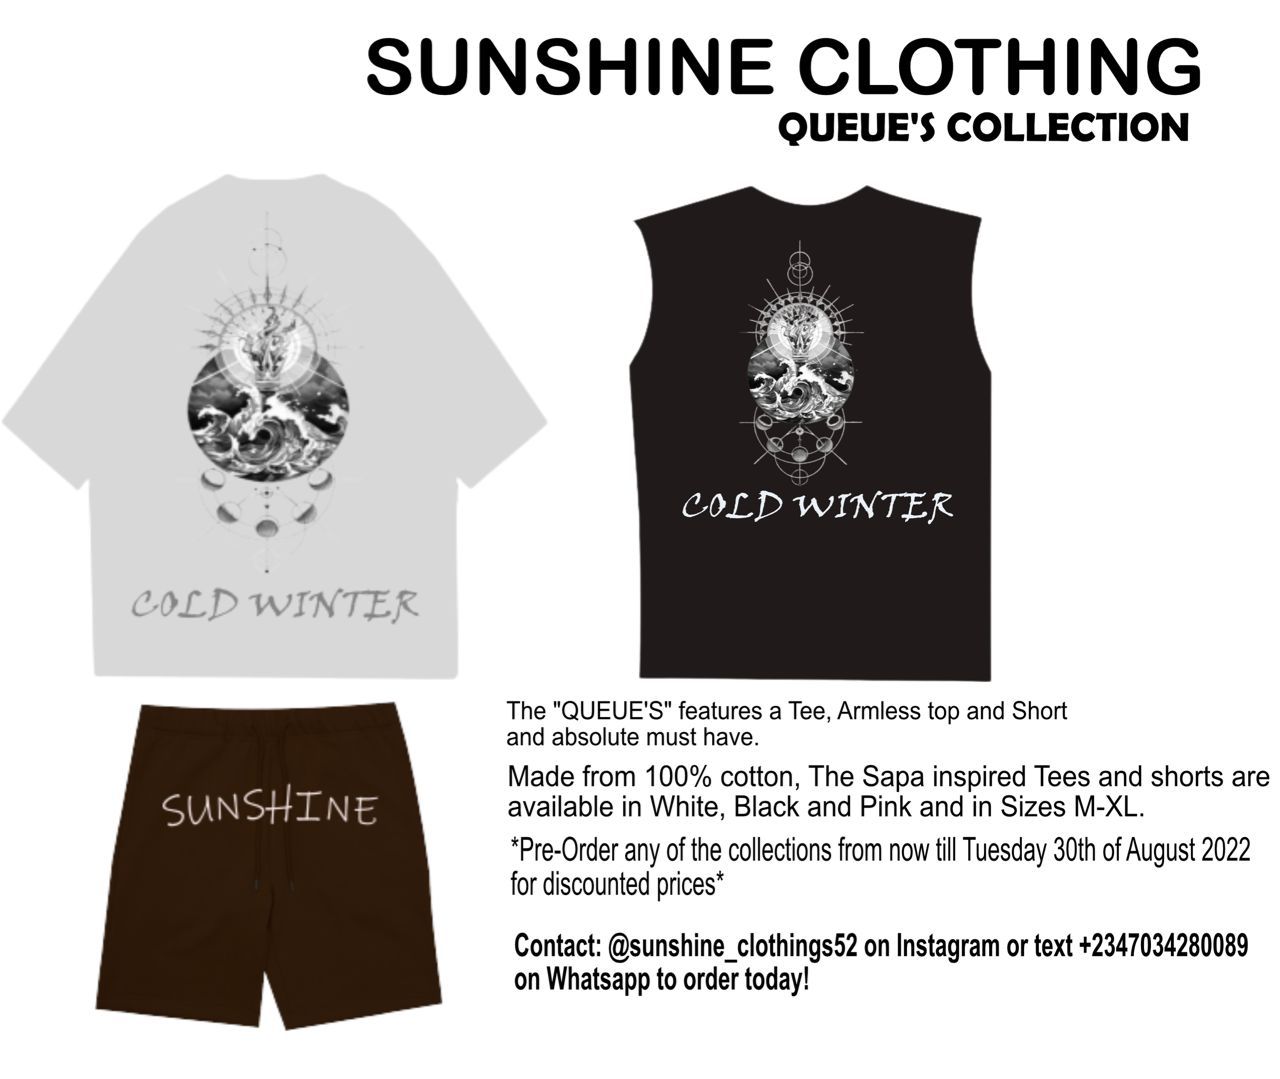 SUNSHINE CLOTHING
QUEUE'S COLLECTION
COLD WINTER
COLD WINTER
SUNSHINE
The "QUEUE'S" features a Tee, Armless top and Short
and absolute must have.
Made from 100% cotton, The Sapa inspired Tees and shorts are
available in White, Black and Pink and in Sizes M-XL.
*Pre-Order any of the collections from now till Tuesday 30th of August 2022
for discounted prices*
Contact: @sunshine_clothings52 on Instagram or text +2347034280089
on Whatsapp to order today!